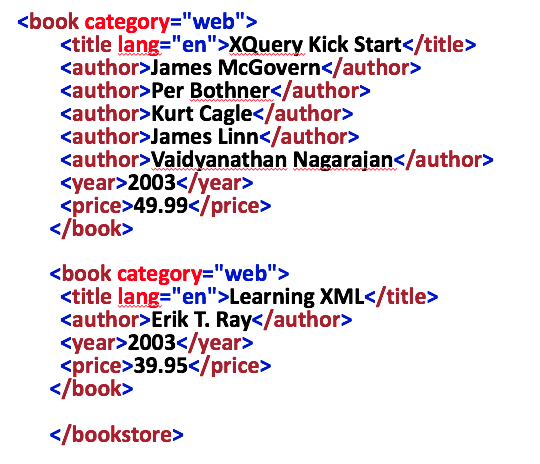 <book category="web">
<title lang="en">XQuery Kick Start</title>
<author>James McGovern</author>
<author>Per Bothner</author>
<author>Kurt Cagle</author>
<author>James Linn</author>
<author>Vaidyanathan Nagarajan</author>
<year>2003</year>
<price>49.99</price>
</book>
<book category="web">
<title lang="en">Learning XML</title>
<author>Erik T. Ray</author>
<year>2003</year>
<price>39.95</price>
</book>
</bookstore>